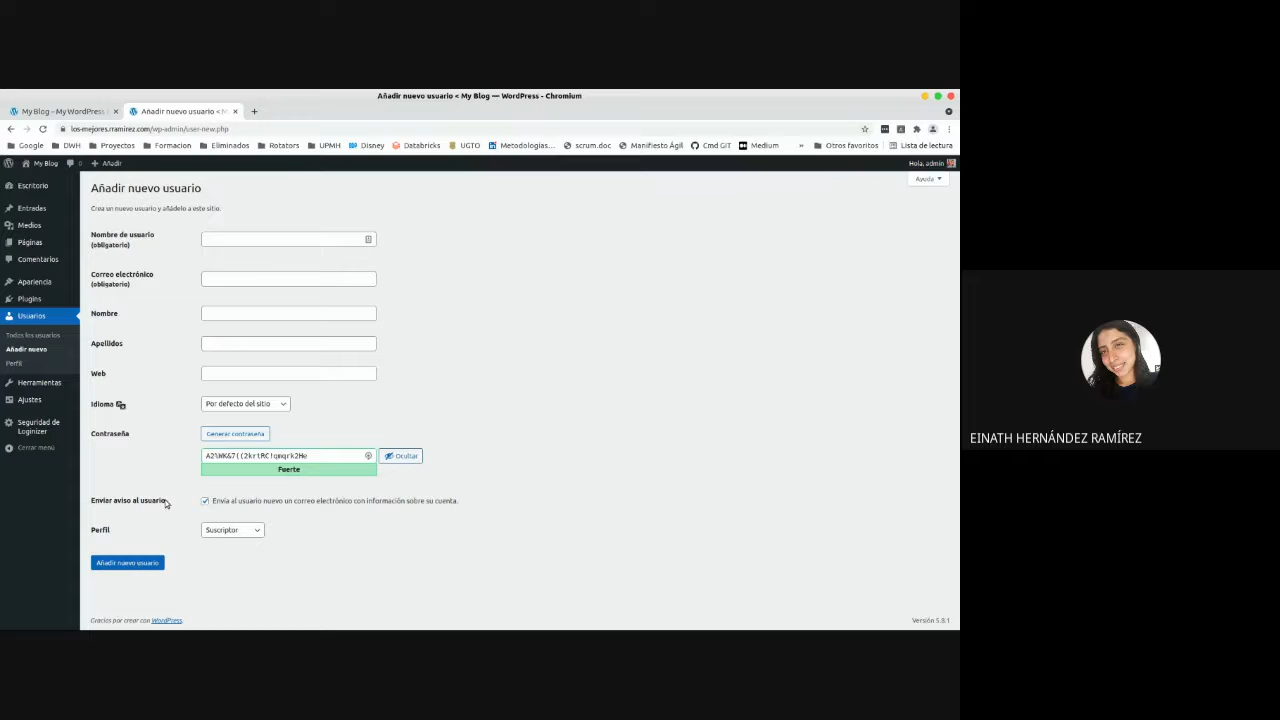 Añadir nuevo usuario < My Blog — WordPress - Chromium
My Blog – My WordPress
Añadir nuevo usuario < M
los-mejores.rramirez.com/wp-admin/user-new.php
Google DWH Proyectos Formacion Eliminados Rotators UPMH Disney Databricks UGTO Metodologías... scrum.doc Manifiesto Ágil Cmd GIT Medium » Otros favoritos Lista de lectura
My Blog 0 Añadir Hola, admin
Ayuda
Escritorio
Entradas
Medios
Páginas
Comentarios
Apariencia
Plugins
Usuarios
Todos los usuarios
Añadir nuevo
Perfil
Herramientas
Ajustes
Seguridad de
Loginizer
Cerrar menú
Añadir nuevo usuario
Crea un nuevo usuario y añádelo a este sitio.
Nombre de usuario
(obligatorio)
Correo electrónico
(obligatorio)
Nombre
Apellidos
Web
Idioma Por defecto del sitio
Contraseña Generar contraseña
Ocultar
Fuerte
Enviar aviso al usuario Envía al usuario nuevo un correo electrónico con información sobre su cuenta.
Perfil Suscriptor
Añadir nuevo usuario
Gracias por crear con WordPress.
Versión 5.8.1
EINATH HERNÁNDEZ RAMÍREZ